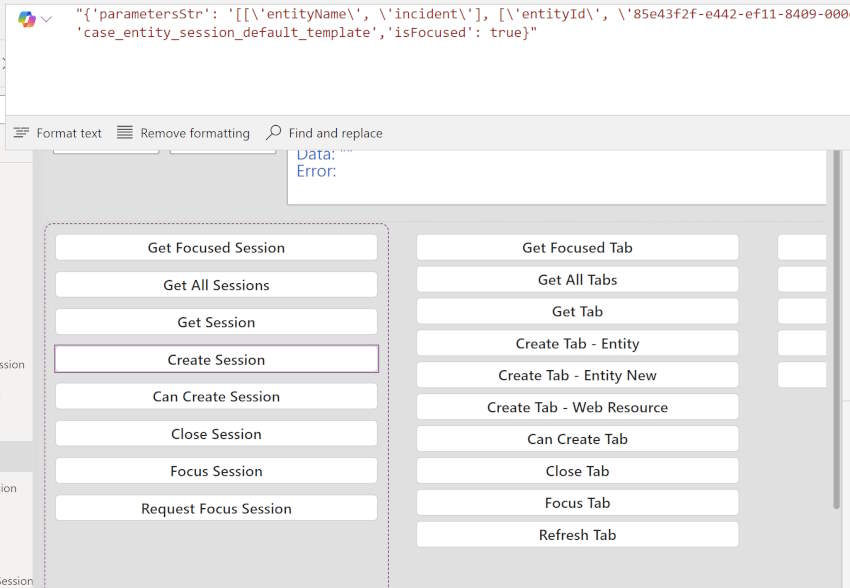 "{'parametersStr': '[[\'entityName\', \'incident\'], [\'entityId\', \'85e43f2f-e442-ef11-8409-000
'case_entity_session_default_template','isFocused': true}"
Format text Remove formatting Find and replace
Data: ""
Error:
Get Focused Session
Get All Sessions
Get Session
Create Session
Can Create Session
Close Session
Focus Session
Request Focus Session
Get Focused Tab
Get All Tabs
Get Tab
Create Tab - Entity
Create Tab - Entity New
Create Tab - Web Resource
Can Create Tab
Close Tab
Focus Tab
Refresh Tab
ssion
ion
Session